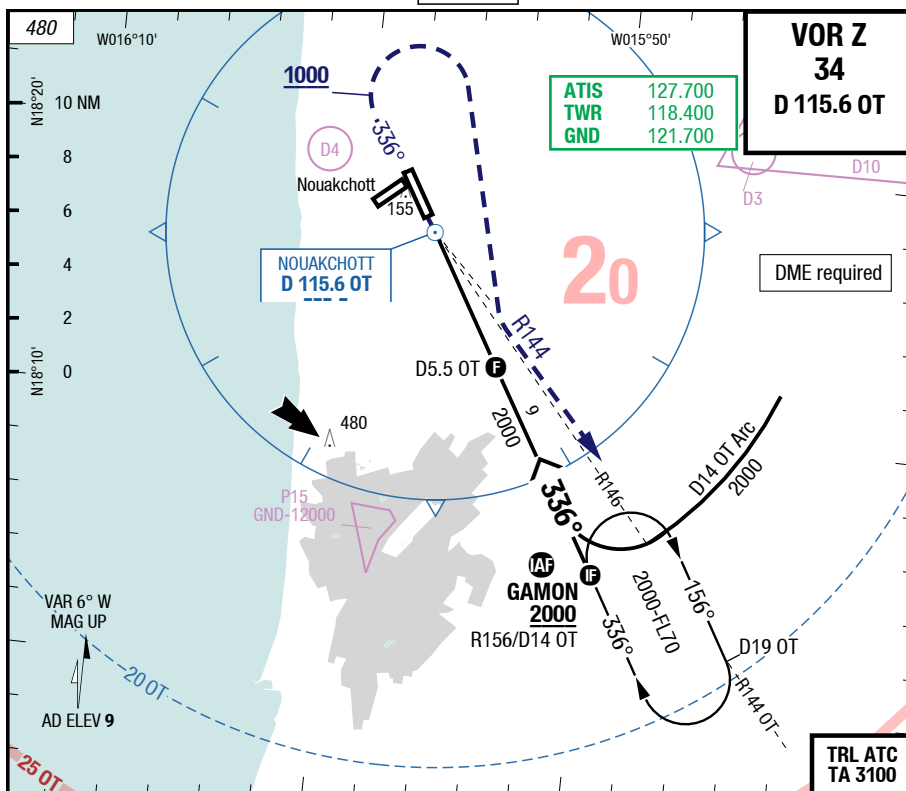 480
W016°10'
W015°50'
VOR Z
34
D 115.6 OT
N18°20'
10 NM
8
6
4
2
0
N18°10'
1000
336°
ATIS 127.700
TWR 118.400
GND 121.700
D4
D3
D10
Nouakchott
155
NOUAKCHOTT
D 115.6 OT
20
DME required
R144
D5.5 OT
F
9
2000
480
R146
D14 OT Arc
2000
P15
GND-12000
336°
IAF
GAMON
2000
R156/D14 OT
IF
2000-FL70
156°
336°
D19 OT
R144 OT
VAR 6° W
MAG UP
AD ELEV 9
20 OT
25 OT
TRL ATC
TA 3100